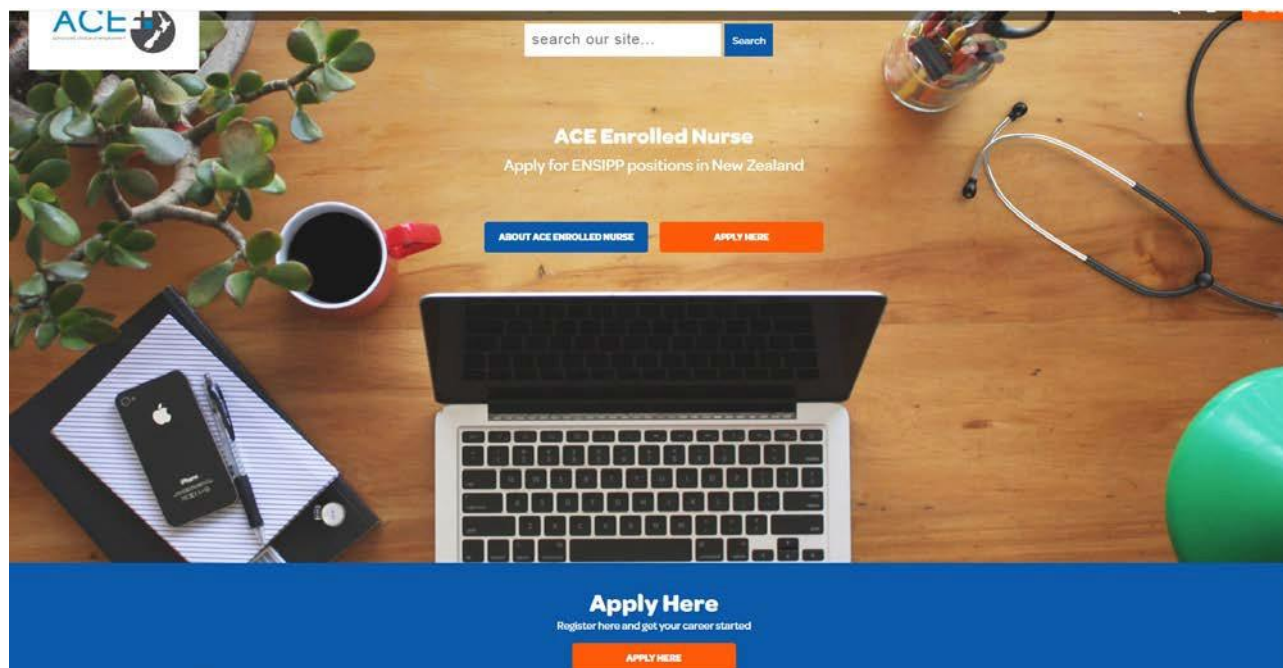 ACE
search our site...
Search
ACE Enrolled Nurse
Apply for ENSIPP positions in New Zealand
ABOUT ACE ENROLLED NURSE
APPLY HERE
iPhone
Apply Here
Register here and get your career started
APPLY HERE